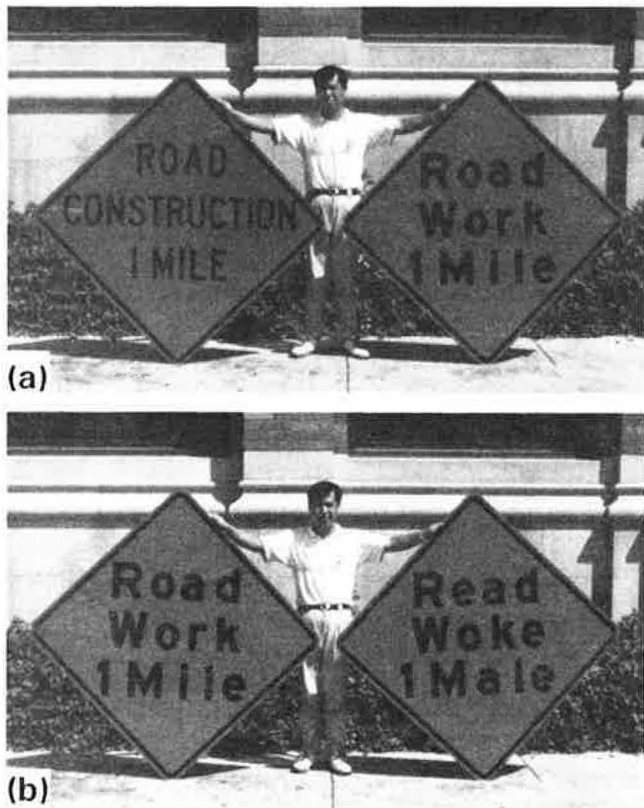 ROAD
CONSTRUCTION
1 MILE
Road
Work
1 Mile
(a)
Road
Work
1 Mile
Read
Woke
1 Male
(b)